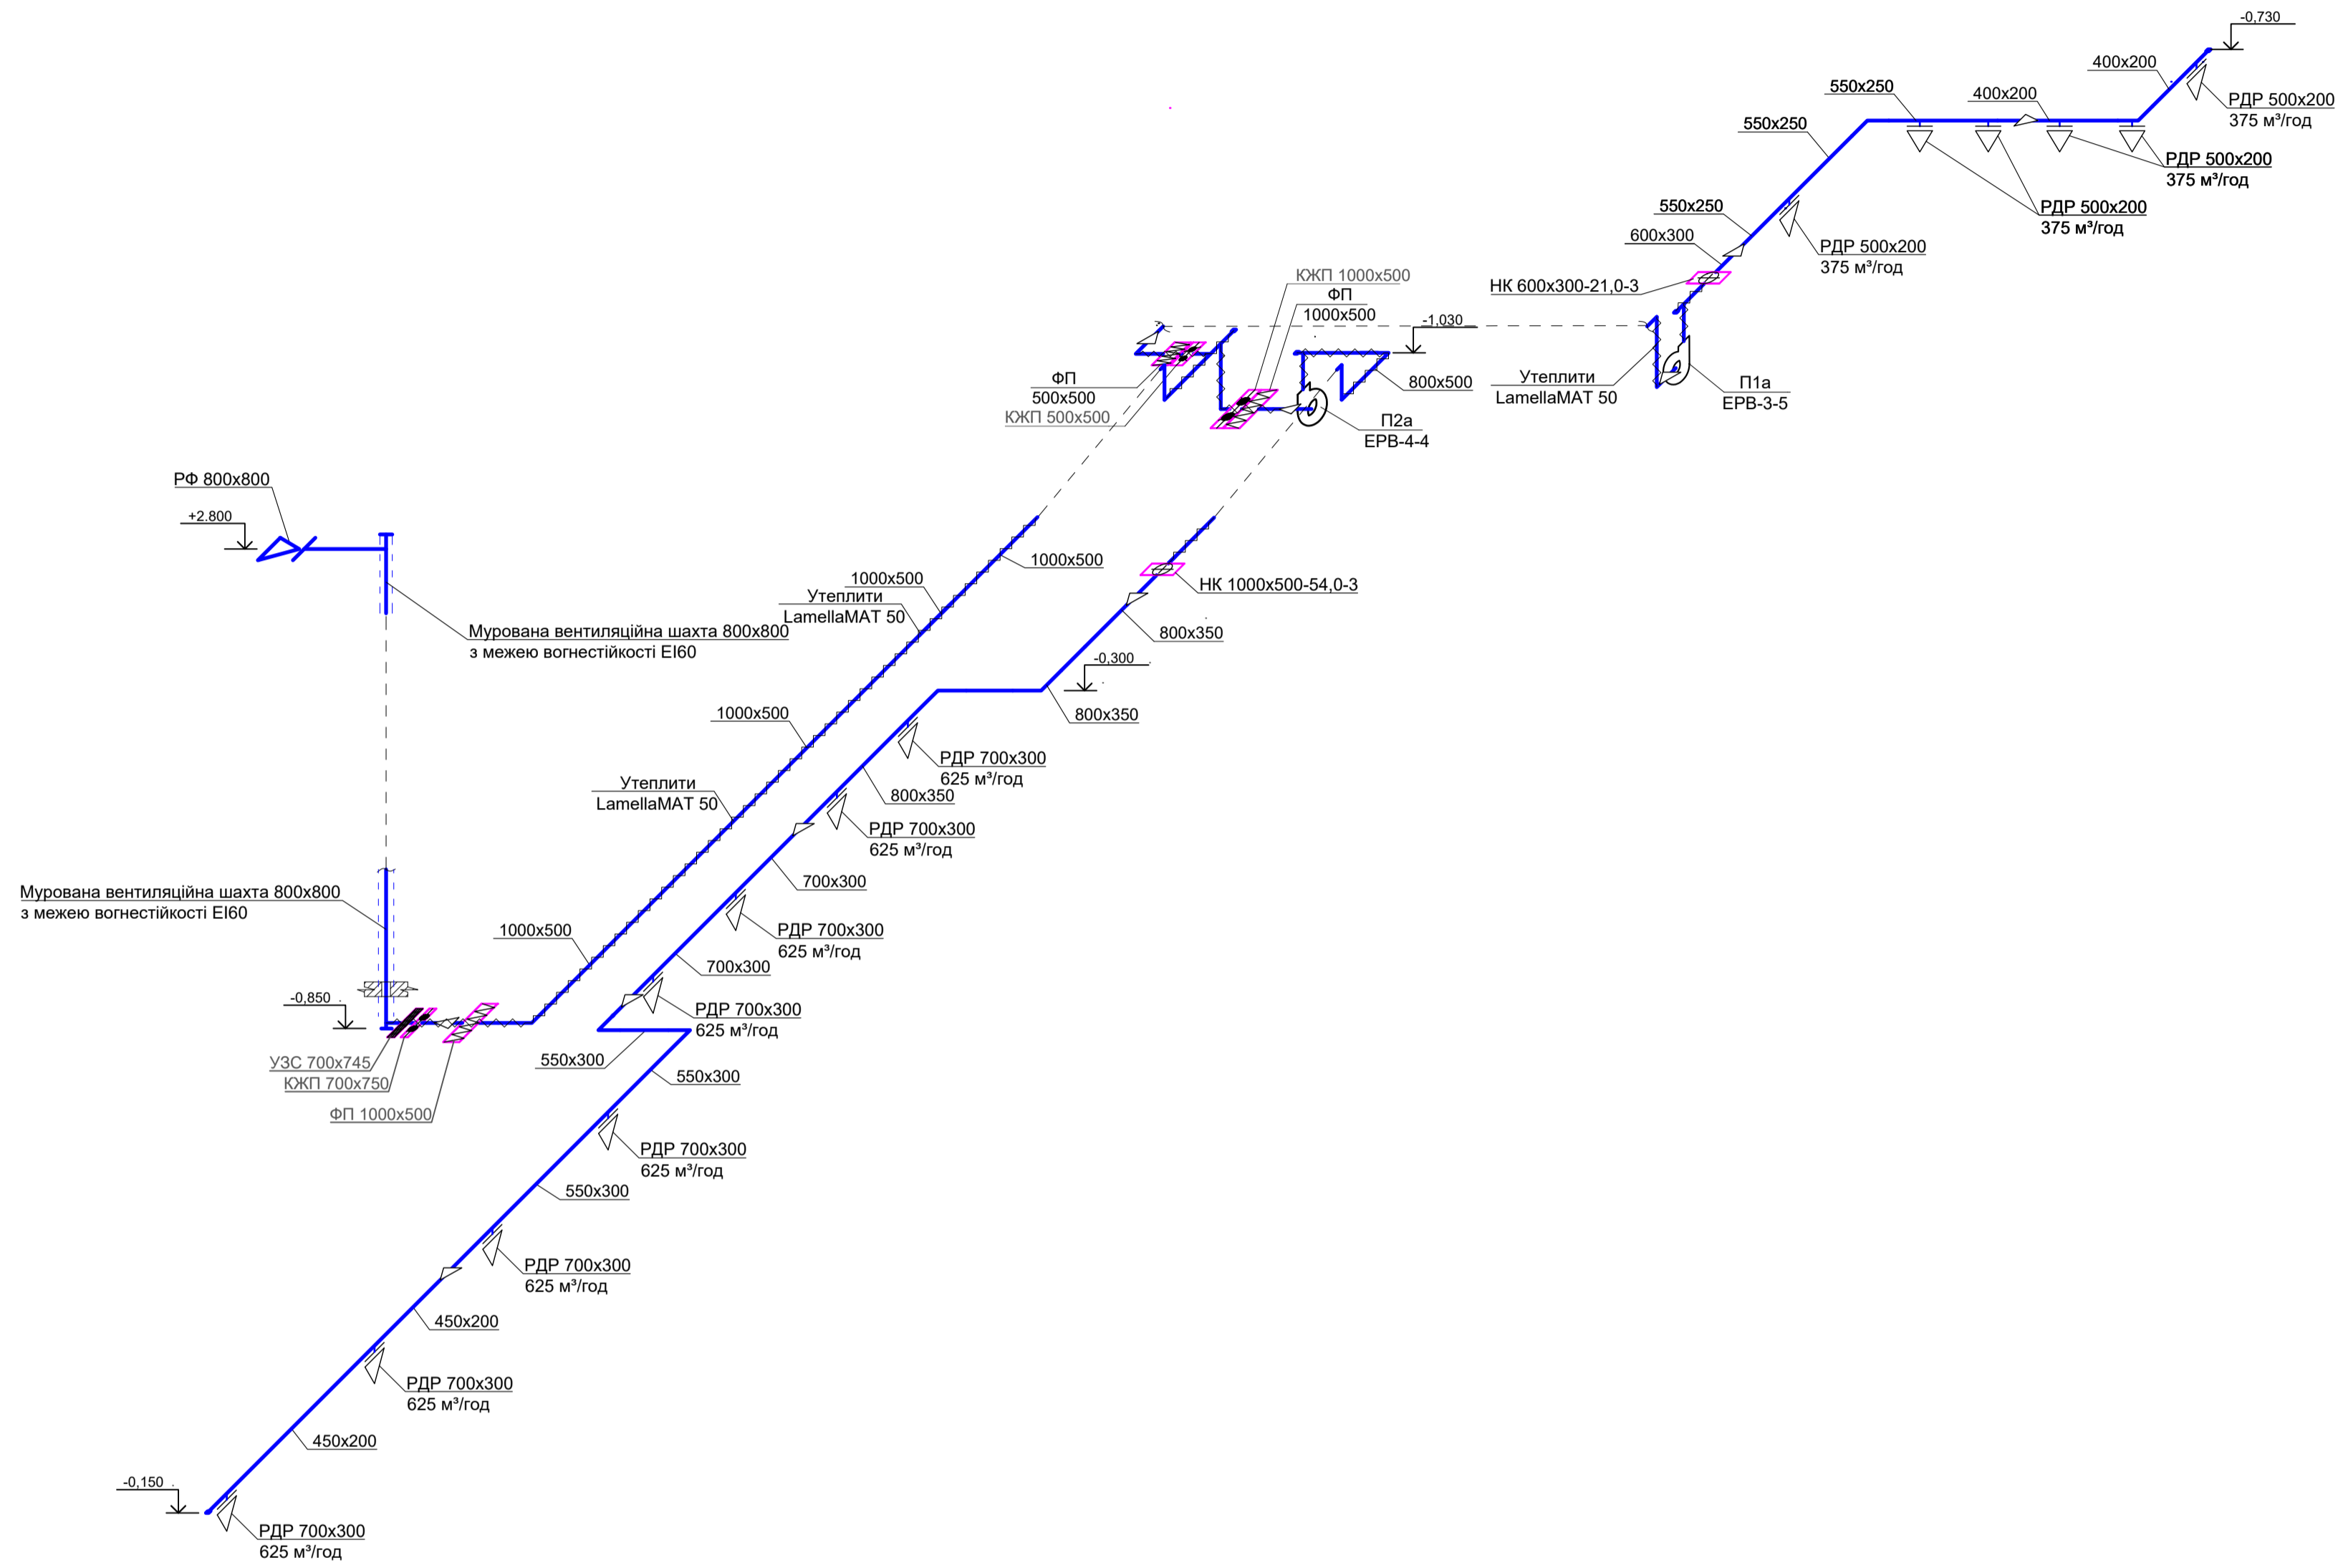 -0,730
400x200
РДР 500x200
375 м³/год
550x250
400x200
550x250
РДР 500x200
375 м³/год
550x250
РДР 500x200
375 м³/год
600x300
РДР 500x200
375 м³/год
КЖП 1000x500
НК 600x300-21,0-3
ФП
1000x500
-1,030
ФП
500x500
КЖП 500x500
800x500
Утеплити
LamellaMAT 50
П1а
ЕРВ-3-5
П2а
ЕРВ-4-4
РФ 800x800
+2.800
1000x500
1000x500
Утеплити
LamellaMAT 50
НК 1000x500-54,0-3
Мурована вентиляційна шахта 800x800
з межею вогнестійкості ЕІ60
800x350
-0,300
1000x500
800x350
РДР 700x300
625 м³/год
Утеплити
LamellaMAT 50
800x350
РДР 700x300
625 м³/год
700x300
Мурована вентиляційна шахта 800x800
з межею вогнестійкості ЕІ60
1000x500
РДР 700x300
625 м³/год
700x300
-0,850
РДР 700x300
625 м³/год
УЗС 700x745
КЖП 700x750
ФП 1000x500
550x300
550x300
РДР 700x300
625 м³/год
550x300
РДР 700x300
625 м³/год
450x200
РДР 700x300
625 м³/год
450x200
-0,150
РДР 700x300
625 м³/год